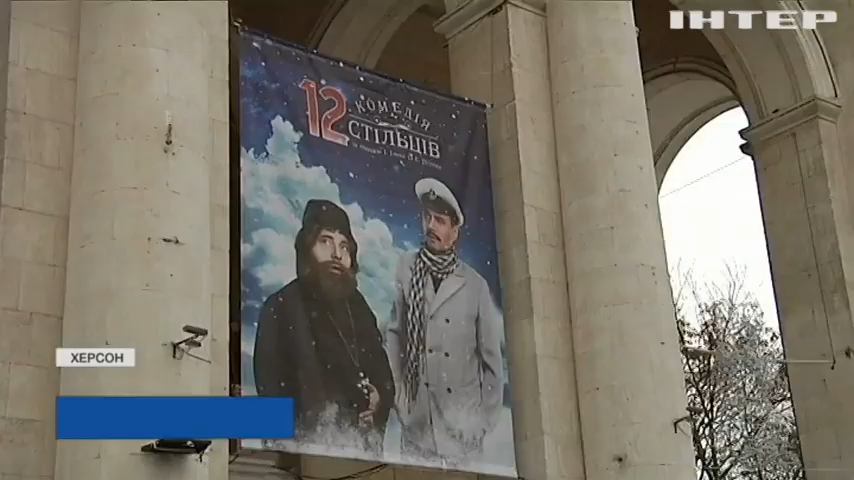 ІНТЕР
12
КОМЕДІЯ
СТІЛЬЦІВ
ХЕРСОН